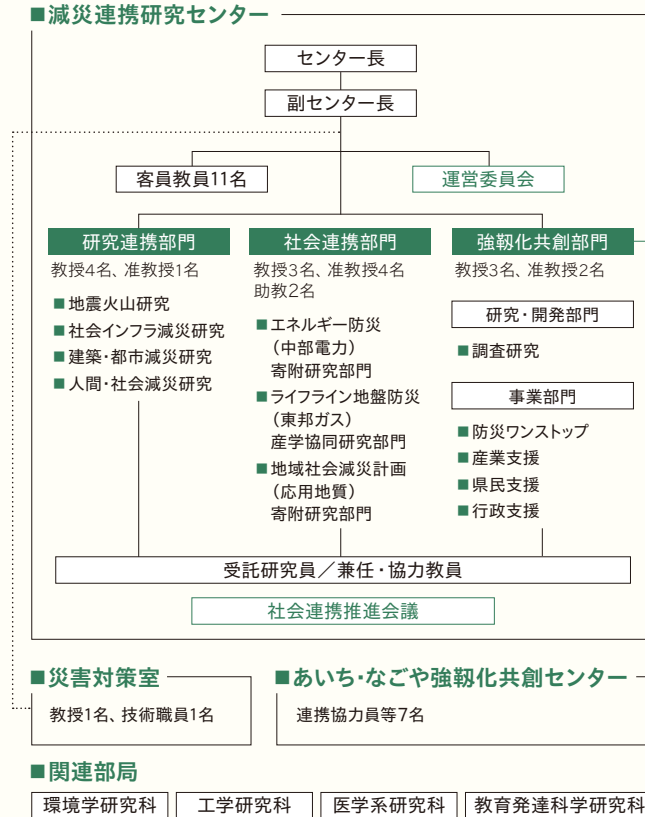 ■減災連携研究センター
センター長
副センター長
客員教員11名
運営委員会
研究連携部門
教授4名、准教授1名
■地震火山研究
■社会インフラ減災研究
■建築・都市減災研究
■人間・社会減災研究
社会連携部門
教授3名、准教授4名
助教2名
■エネルギー防災
（中部電力）
寄附研究部門
■ライフライン地盤防災
（東邦ガス）
産学協同研究部門
■地域社会減災計画
（応用地質）
寄附研究部門
強靱化共創部門
教授3名、准教授2名
研究・開発部門
■調査研究
事業部門
■防災ワンストップ
■産業支援
■県民支援
■行政支援
受託研究員／兼任・協力教員
社会連携推進会議
■災害対策室
教授1名、技術職員1名
■あいち・なごや強靱化共創センター
連携協力員等7名
■関連部局
環境学研究科
工学研究科
医学系研究科
教育発達科学研究科